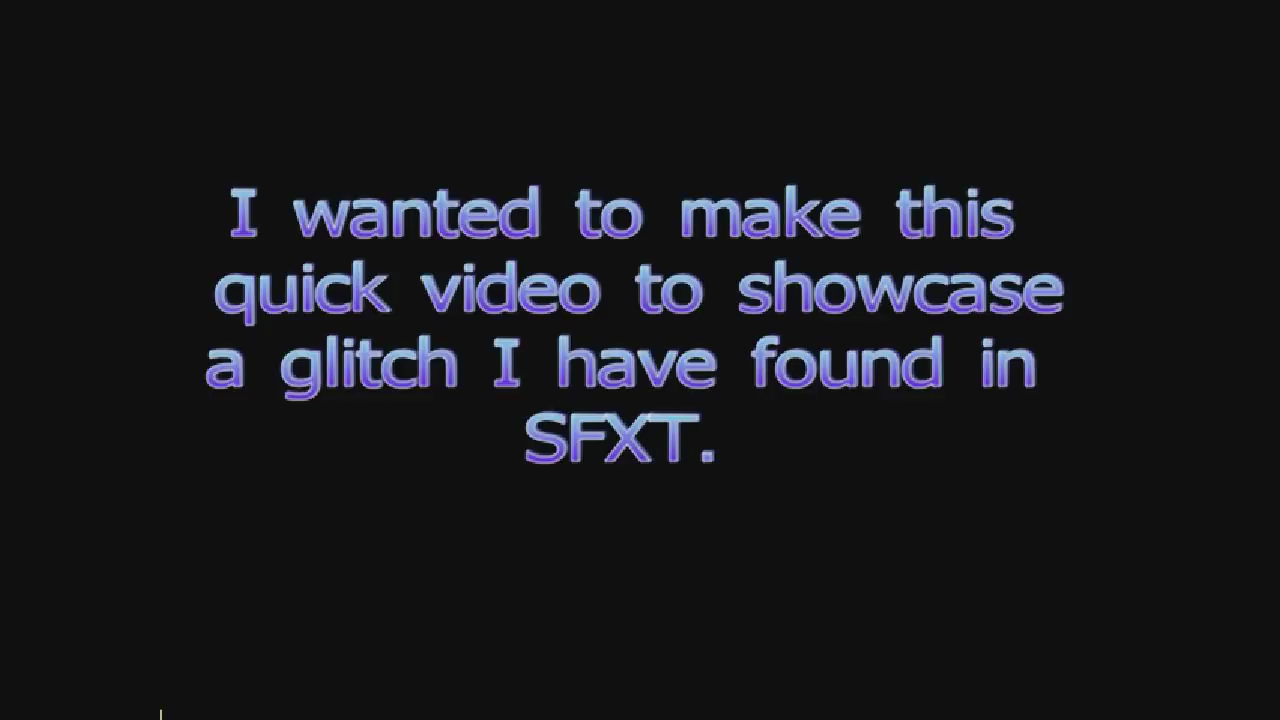 I wanted to make this
quick video to showcase
a glitch I have found in
SFXT.